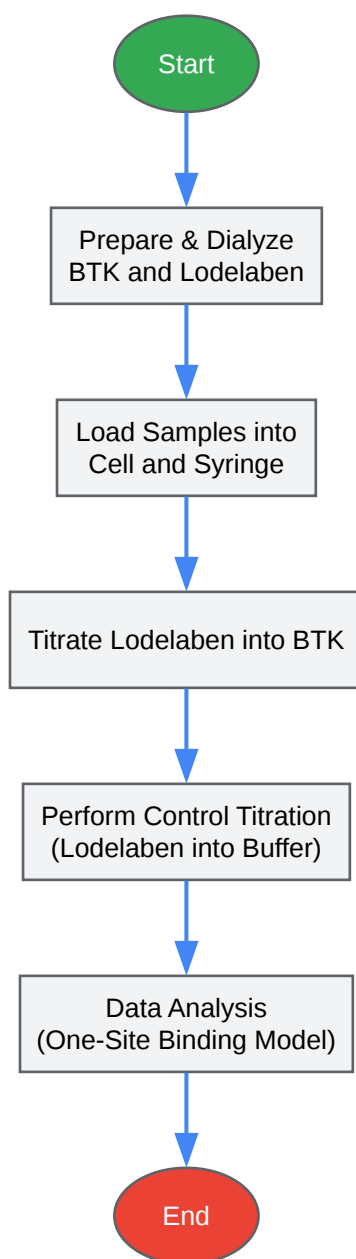 Start
Prepare & Dialyze
BTK and Lodelaben
Load Samples into
Cell and Syringe
Titrate Lodelaben into BTK
Perform Control Titration
(Lodelaben into Buffer)
Data Analysis
(One-Site Binding Model)
End